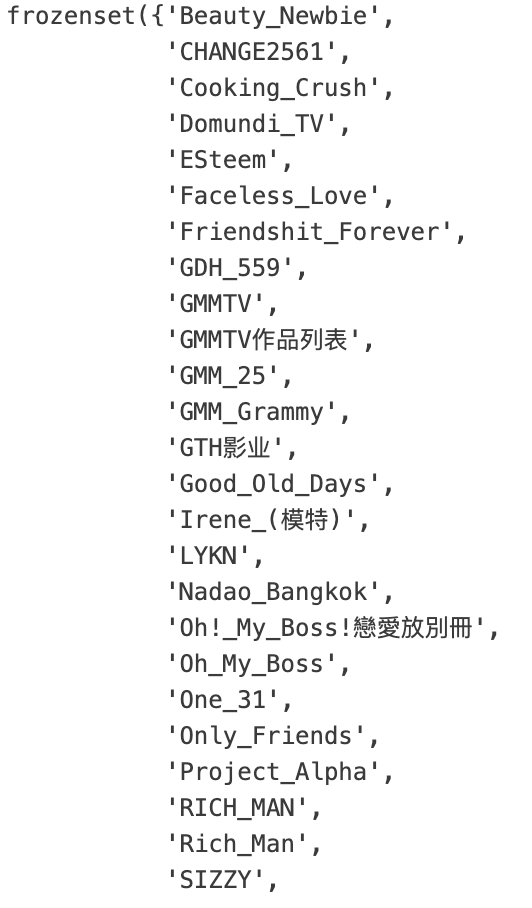 frozenset({'Beauty_Newbie',
'CHANGE2561',
'Cooking_Crush',
'Domundi_TV',
'ESteem',
'Faceless_Love',
'Friendshit_Forever',
'GDH_559',
'GMMTV',
'GMMTV作品列表',
'GMM_25',
'GMM_Grammy',
'GTH影业',
'Good_Old_Days',
'Irene_(模特)',
'LYKN',
'Nadao_Bangkok',
'Oh!_My_Boss!戀愛放別冊',
'Oh_My_Boss',
'One_31',
'Only_Friends',
'Project_Alpha',
'RICH_MAN',
'Rich_Man',
'SIZZY',